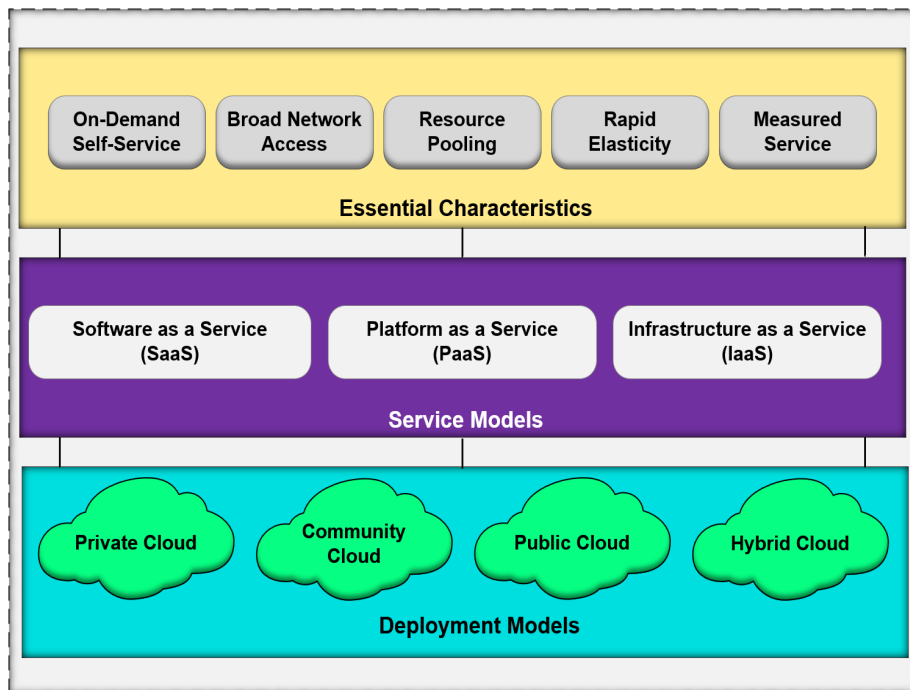 On-Demand
Self-Service
Broad Network
Access
Resource
Pooling
Rapid
Elasticity
Measured
Service
Essential Characteristics
Software as a Service
(SaaS)
Platform as a Service
(PaaS)
Infrastructure as a Service
(IaaS)
Service Models
Private Cloud
Community
Cloud
Public Cloud
Hybrid Cloud
Deployment Models